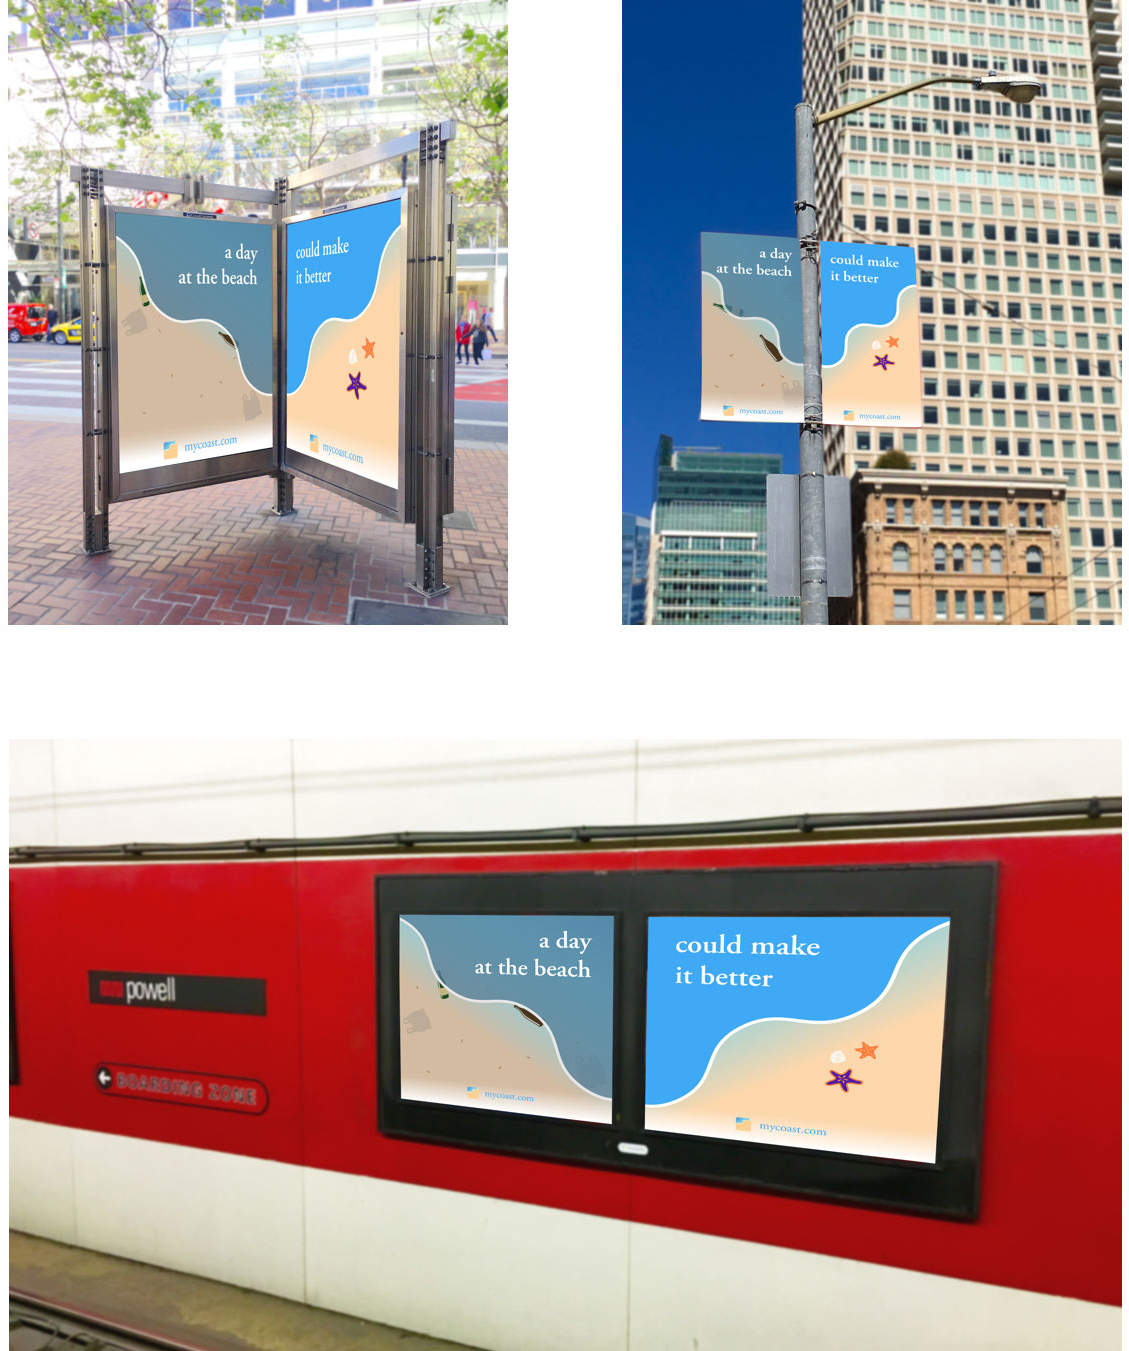 a day
at the beach
mycoast.com
could make
it better
mycoast.com
a day
at the beach
mycoast.com
could make
it better
mycoast.com
powell
BOARDING ZONE
a day
at the beach
mycoast.com
could make
it better
mycoast.com